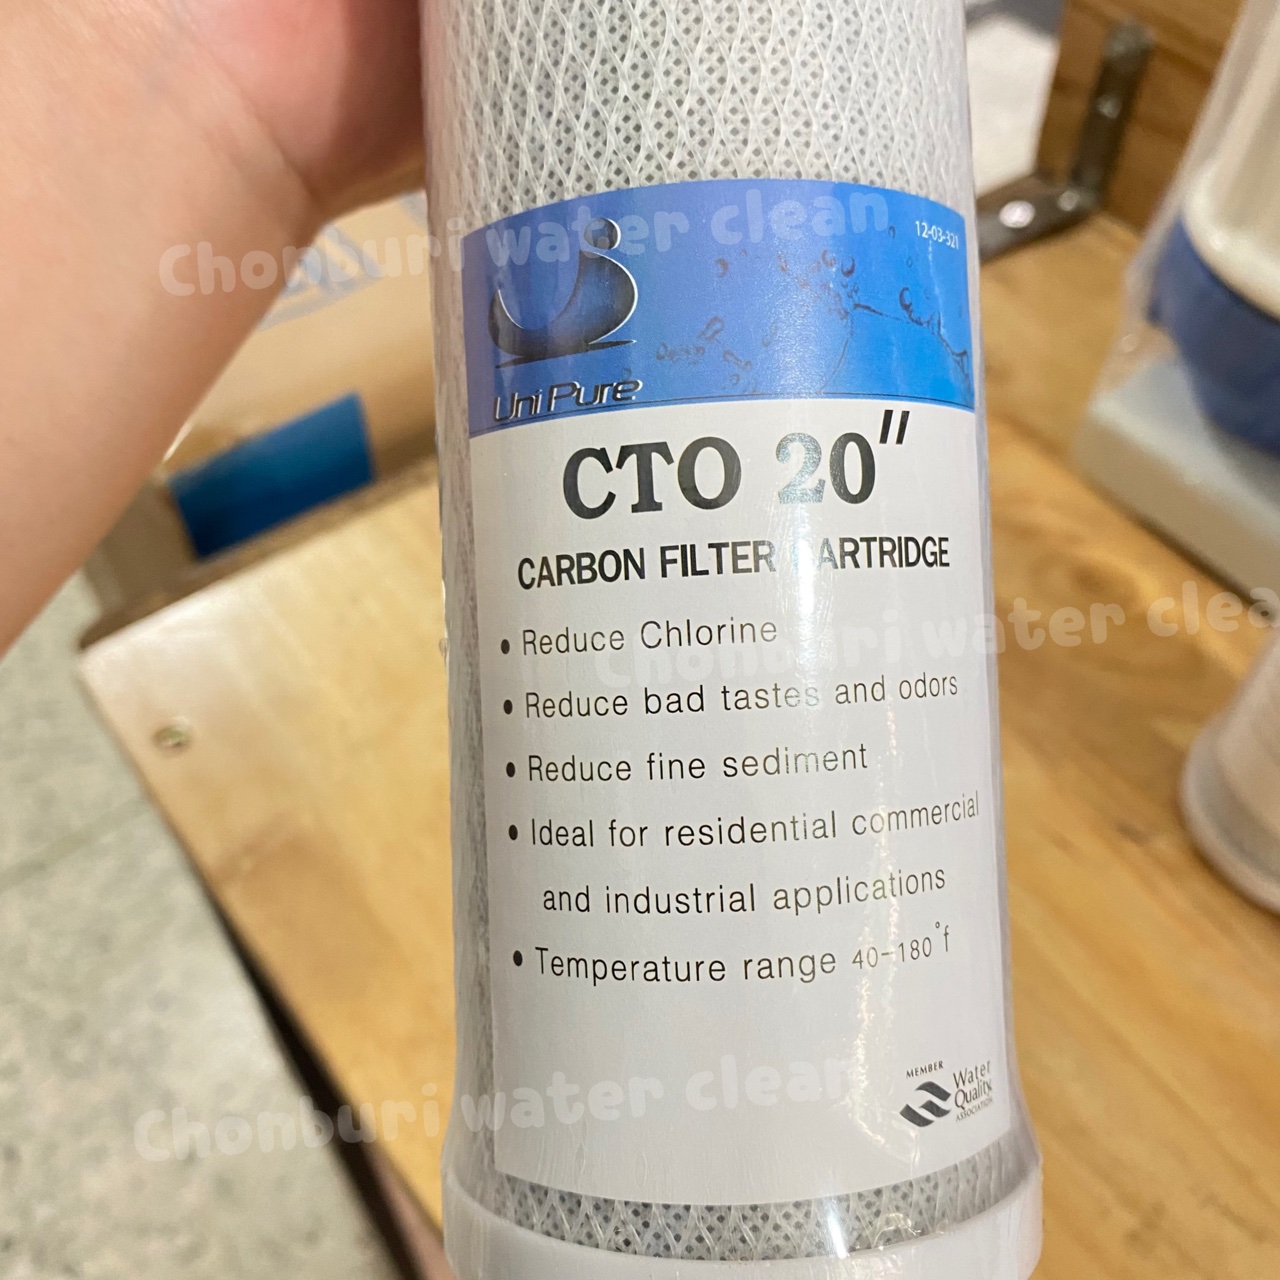 Chonburi water clean
12-03-321
Uni Pure
CTO 20"
CARBON FILTER CARTRIDGE
• Reduce Chlorine
Chonburi water clean
• Reduce bad tastes and odors
• Reduce fine sediment
• Ideal for residential commercial
and industrial applications
• Temperature range 40-180°f
Chonburi water clean
MEMBER
Water
Quality
ASSOCIATION